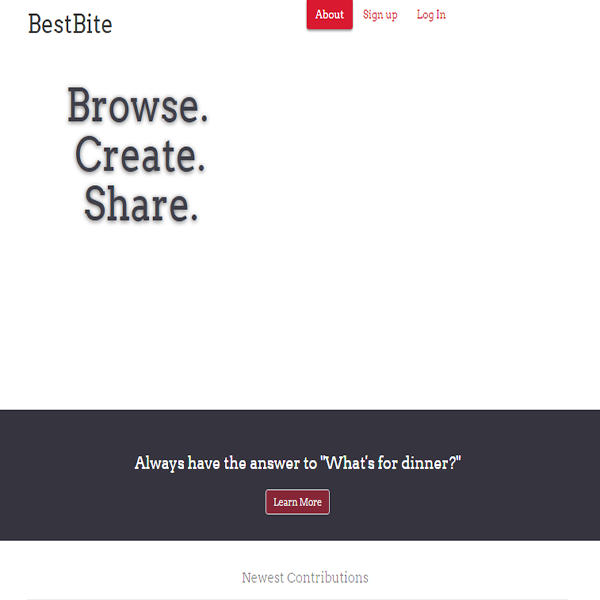 BestBite
About Sign up Log In
Browse.
Create.
Share.
Always have the answer to "What's for dinner?"
Learn More
Newest Contributions